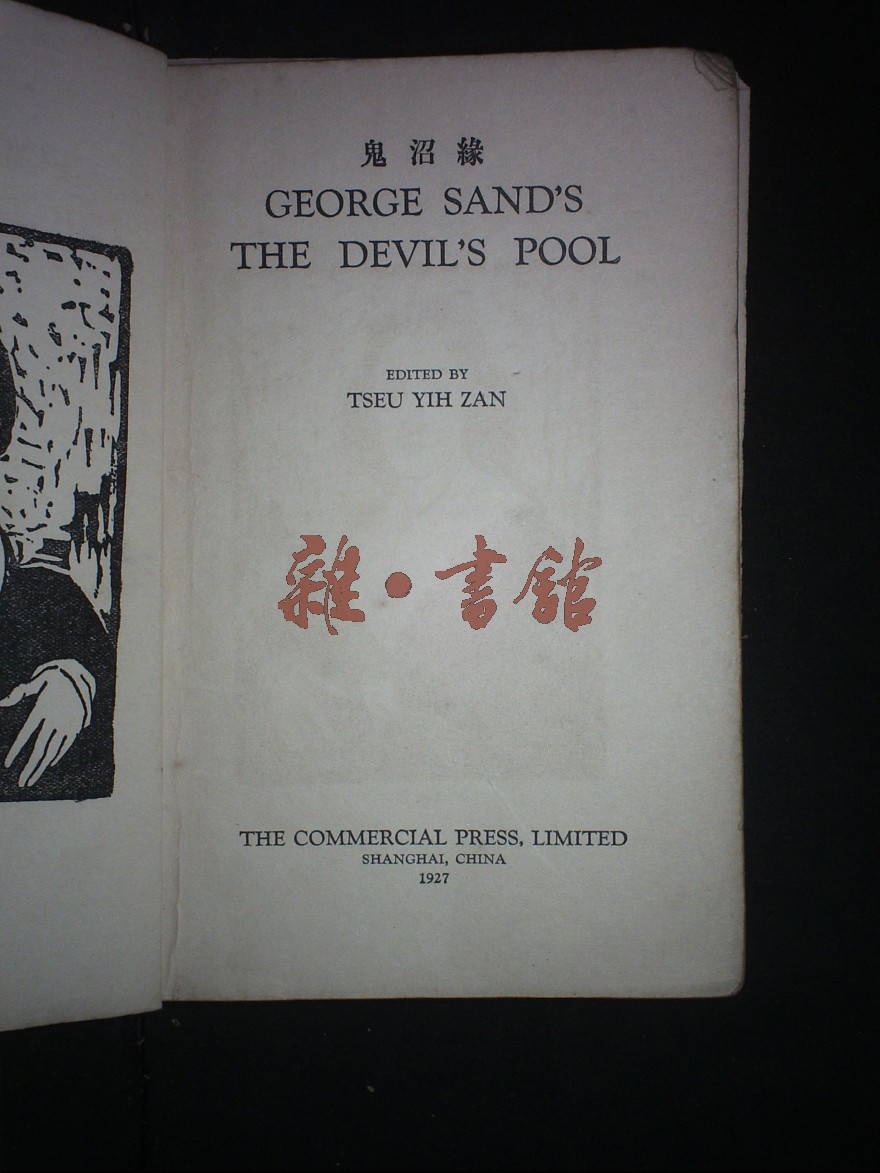 鬼沼緣
GEORGE SAND'S
THE DEVIL'S POOL
EDITED BY
TSEU YIH ZAN
雜·書館
THE COMMERCIAL PRESS, LIMITED
SHANGHAI, CHINA
1927